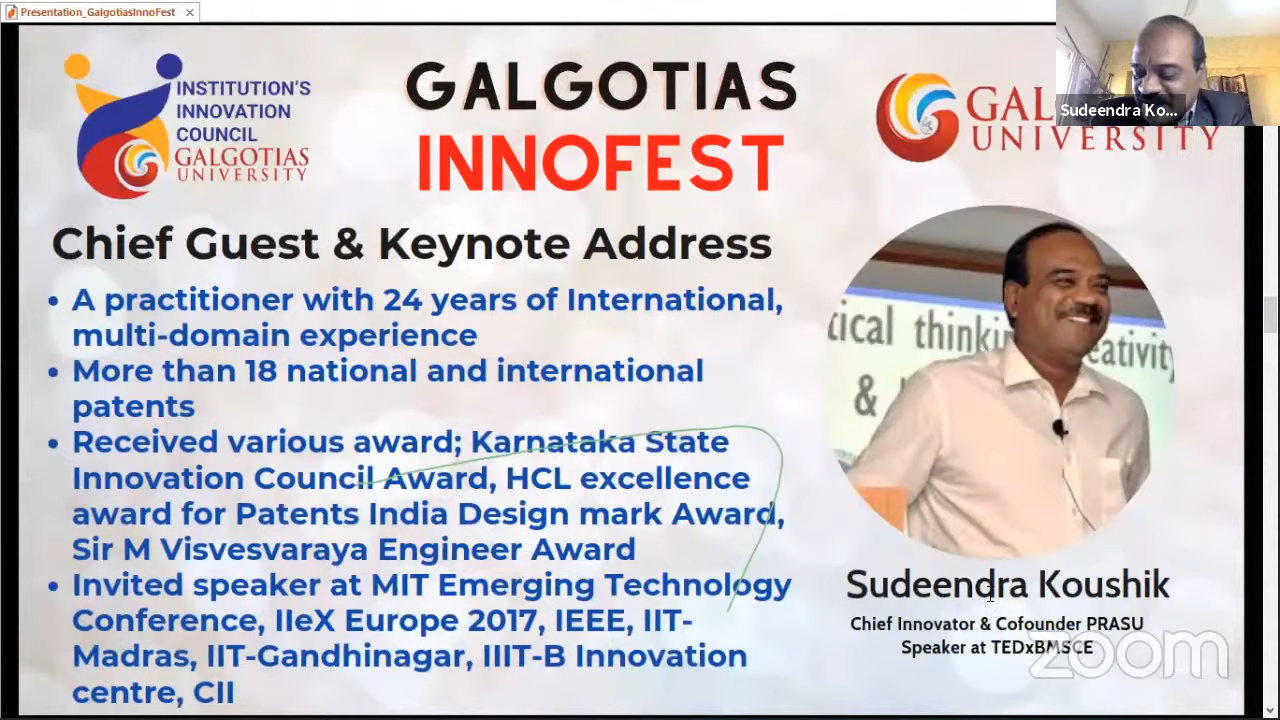 Presentation_GalgotiasInnoFest
INSTITUTION'S
INNOVATION
COUNCIL
GALGOTIAS
UNIVERSITY
GALGOTIAS
INNOFEST
GAL
UNIVERSITY
Sudeendra Ko...
Chief Guest & Keynote Address
• A practitioner with 24 years of International,
multi-domain experience
• More than 18 national and international
patents
• Received various award; Karnataka State
Innovation Council Award, HCL excellence
award for Patents India Design mark Award,
Sir M Visvesvaraya Engineer Award
• Invited speaker at MIT Emerging Technology
Conference, IIeX Europe 2017, IEEE, IIT-
Madras, IIT-Gandhinagar, IIIT-B Innovation
centre, CII
tical thinkin eativity
&
Sudeendra Koushik
Chief Innovator & Cofounder PRASU
Speaker at TEDxBMSCE
zoom